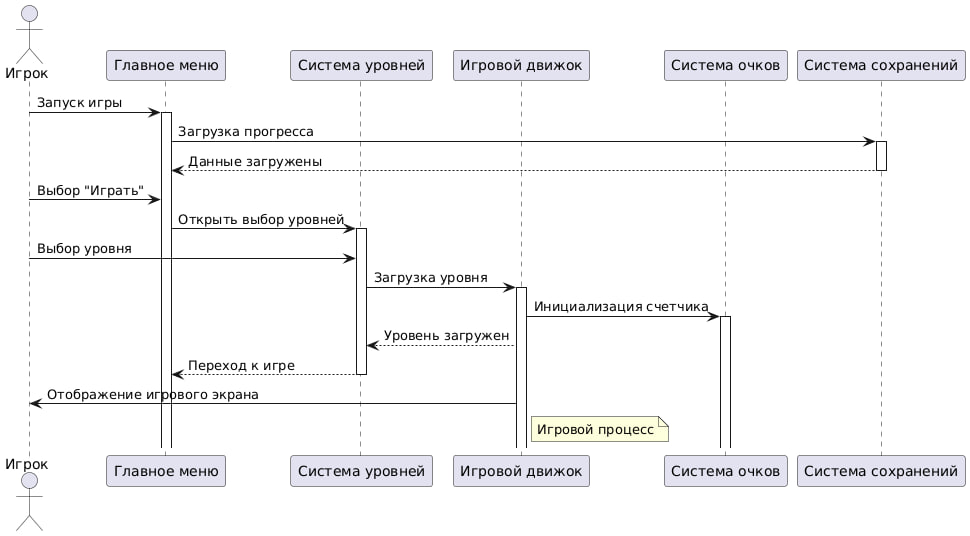 Игрок
Главное меню
Система уровней
Игровой движок
Система очков
Система сохранений
Запуск игры
Загрузка прогресса
Данные загружены
Выбор "Играть"
Открыть выбор уровней
Выбор уровня
Загрузка уровня
Инициализация счетчика
Уровень загружен
Переход к игре
Отображение игрового экрана
Игровой процесс
Игрок
Главное меню
Система уровней
Игровой движок
Система очков
Система сохранений